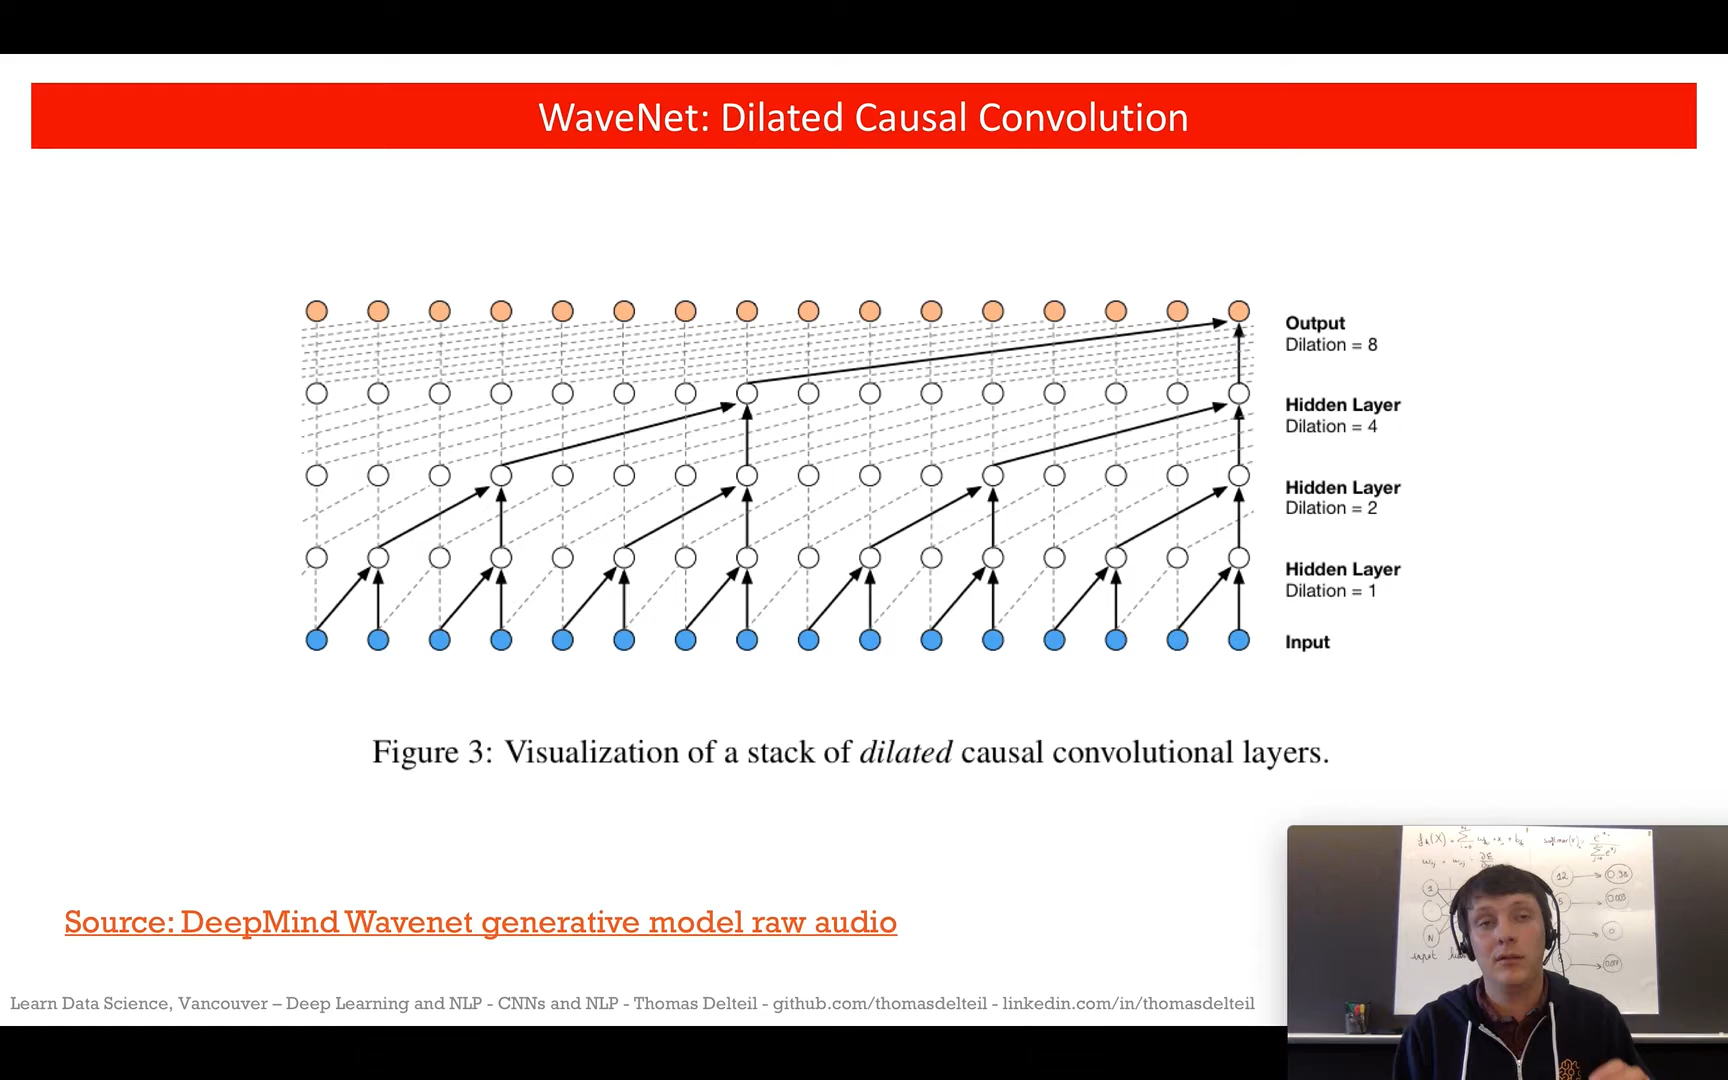 WaveNet: Dilated Causal Convolution
Output
Dilation = 8
Hidden Layer
Dilation = 4
Hidden Layer
Dilation = 2
Hidden Layer
Dilation = 1
Input
Figure 3: Visualization of a stack of dilated causal convolutional layers.
Source: DeepMind Wavenet generative model raw audio
Learn Data Science, Vancouver – Deep Learning and NLP - CNNs and NLP - Thomas Delteil - github.com/thomasdelteil - linkedin.com/in/thomasdelteil
12
N
input